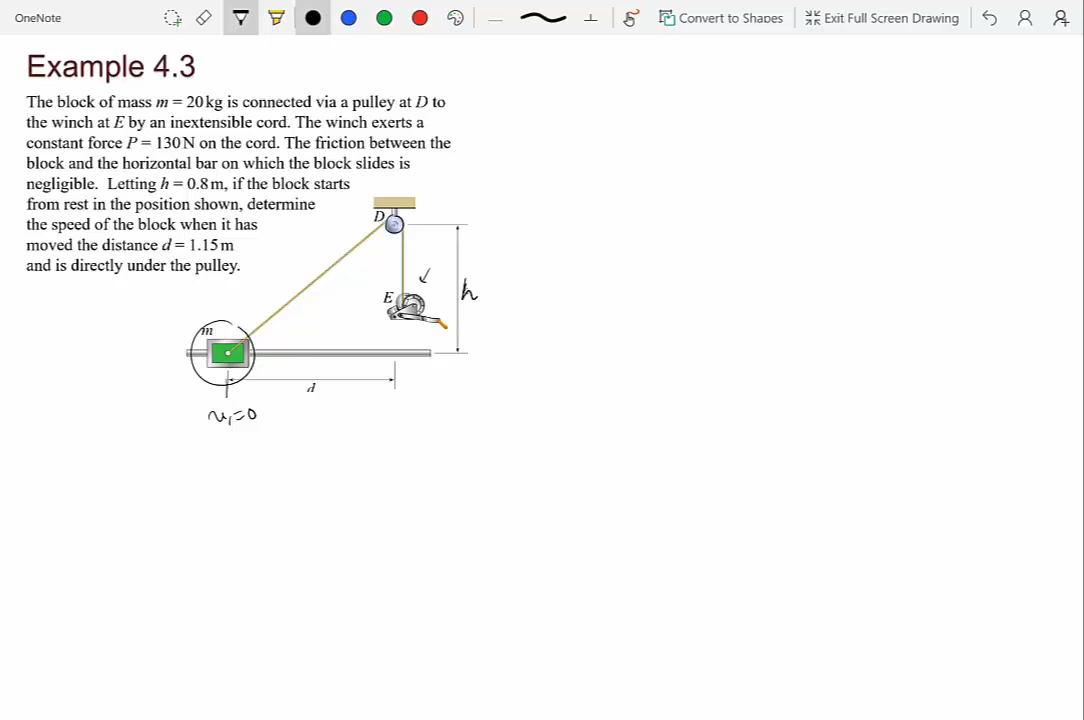 OneNote
Convert to Shapes
Exit Full Screen Drawing
Example 4.3
The block of mass m = 20 kg is connected via a pulley at D to
the winch at E by an inextensible cord. The winch exerts a
constant force P = 130 N on the cord. The friction between the
block and the horizontal bar on which the block slides is
negligible. Letting h = 0.8 m, if the block starts
from rest in the position shown, determine
the speed of the block when it has
moved the distance d = 1.15 m
and is directly under the pulley.
D
E
h
m
d
v₁=0